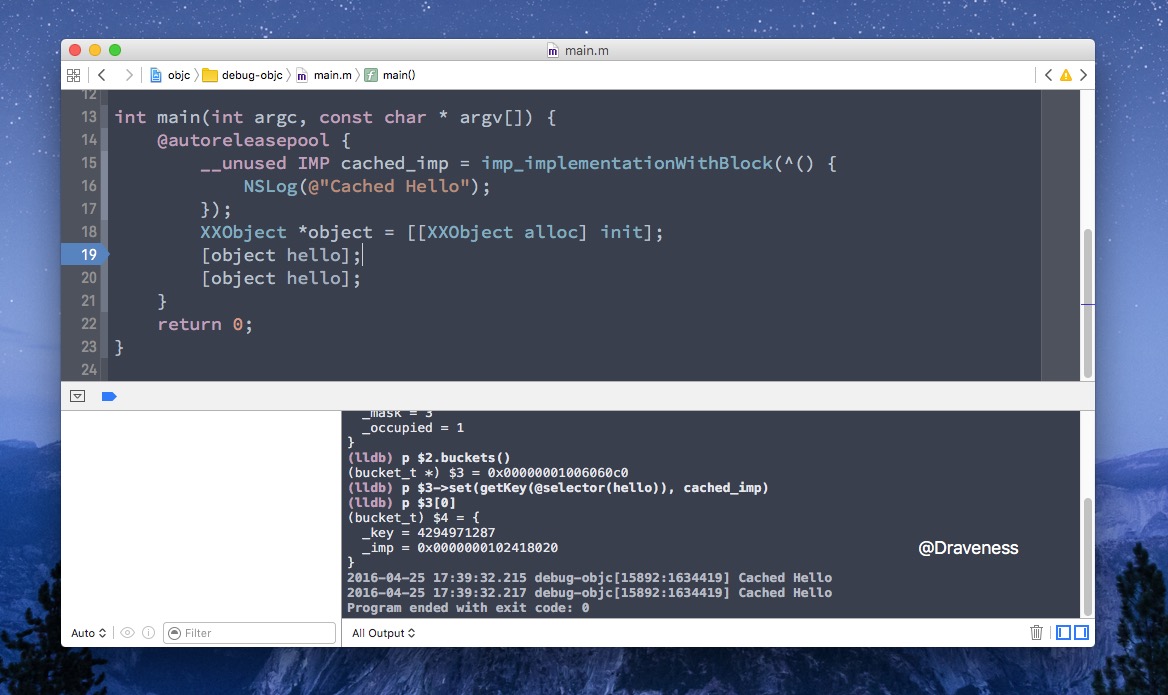 main.m
objc debug-objc main.m main()
12
13 int main(int argc, const char * argv[]) {
14 @autoreleasepool {
15 __unused IMP cached_imp = imp_implementationWithBlock(^() {
16 NSLog(@"Cached Hello");
17 });
18 XXObject *object = [[XXObject alloc] init];
19 [object hello];
20 [object hello];
21 }
22 return 0;
23 }
24
_mask = 3
_occupied = 1
}
(lldb) p $2.buckets()
(bucket_t *) $3 = 0x00000001006060c0
(lldb) p $3->set(getKey(@selector(hello)), cached_imp)
(lldb) p $3[0]
(bucket_t) $4 = {
_key = 4294971287
_imp = 0x0000000102418020
}
@Draveness
2016-04-25 17:39:32.215 debug-objc[15892:1634419] Cached Hello
2016-04-25 17:39:32.217 debug-objc[15892:1634419] Cached Hello
Program ended with exit code: 0
Auto Filter All Output